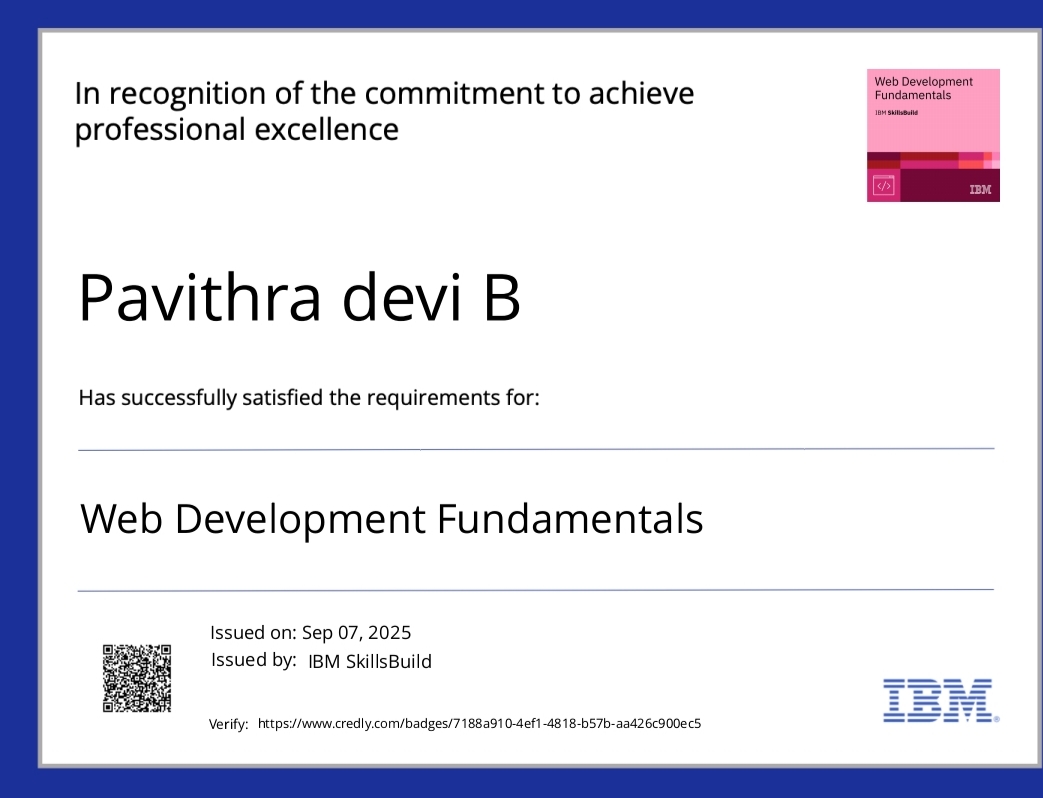 In recognition of the commitment to achieve
professional excellence
Web Development
Fundamentals
IBM SkillsBuild
</>
IBM
Pavithra devi B
Has successfully satisfied the requirements for:
Web Development Fundamentals
Issued on: Sep 07, 2025
Issued by: IBM SkillsBuild
Verify: https://www.credly.com/badges/7188a910-4ef1-4818-b57b-aa426c900ec5
IBM®